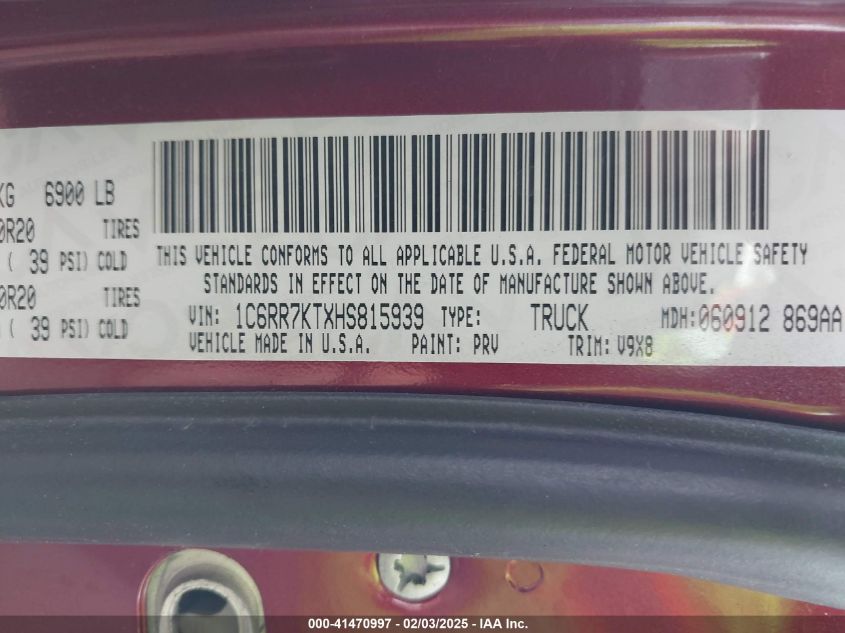 KG 6900 LB
0R20 TIRES
( 39 PSI) COLD
0R20 TIRES
( 39 PSI) COLD
THIS VEHICLE CONFORMS TO ALL APPLICABLE U.S.A. FEDERAL MOTOR VEHICLE SAFETY
STANDARDS IN EFFECT ON THE DATE OF MANUFACTURE SHOWN ABOVE.
VIN: 1C6RR7KTXHS815939 TYPE: TRUCK MDH:060912 869AA
VEHICLE MADE IN U.S.A. PAINT: PRV TRIM: V9X8
000-41470997 - 02/03/2025 - IAA Inc.